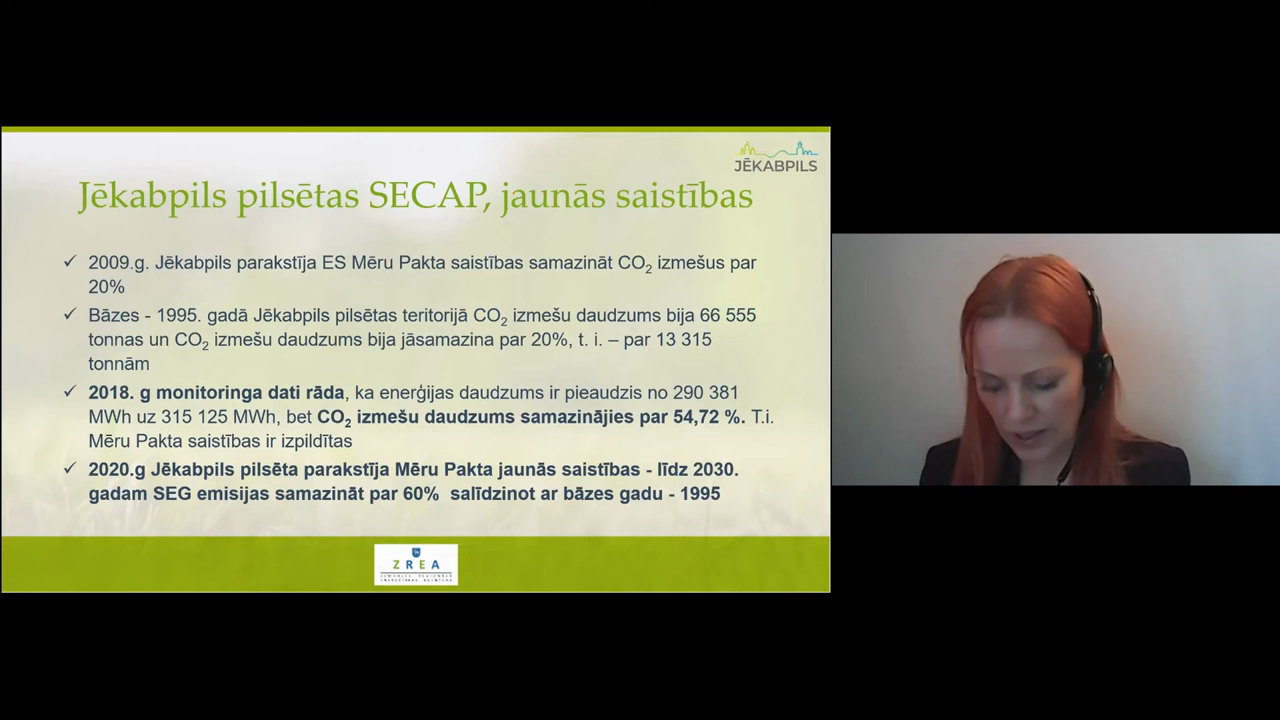 JĒKABPILS
Jēkabpils pilsētas SECAP, jaunās saistības
✓ 2009.g. Jēkabpils parakstīja ES Mēru Pakta saistības samazināt CO₂ izmešus par
20%
✓ Bāzes - 1995. gadā Jēkabpils pilsētas teritorijā CO₂ izmešu daudzums bija 66 555
tonnas un CO₂ izmešu daudzums bija jāsamazina par 20%, t. i. – par 13 315
tonnām
✓ 2018. g monitoringa dati rāda, ka enerģijas daudzums ir pieaudzis no 290 381
MWh uz 315 125 MWh, bet CO₂ izmešu daudzums samazinājies par 54,72 %. T.i.
Mēru Pakta saistības ir izpildītas
✓ 2020.g Jēkabpils pilsēta parakstīja Mēru Pakta jaunās saistības - līdz 2030.
gadam SEG emisijas samazināt par 60% salīdzinot ar bāzes gadu - 1995
ZREA